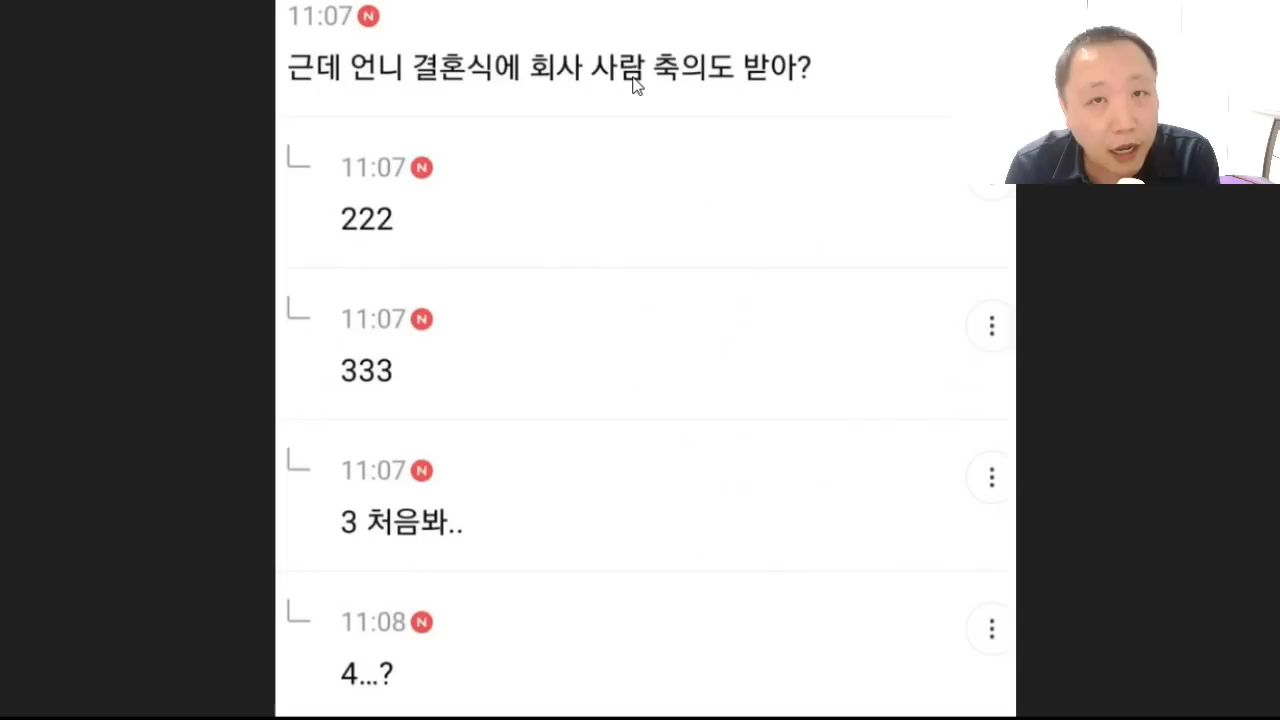 11:07 N
근데 언니 결혼식에 회사 사람 축의도 받아?
11:07 N
222
11:07 N
333
11:07 N
3 처음봐..
11:08 N
4...?